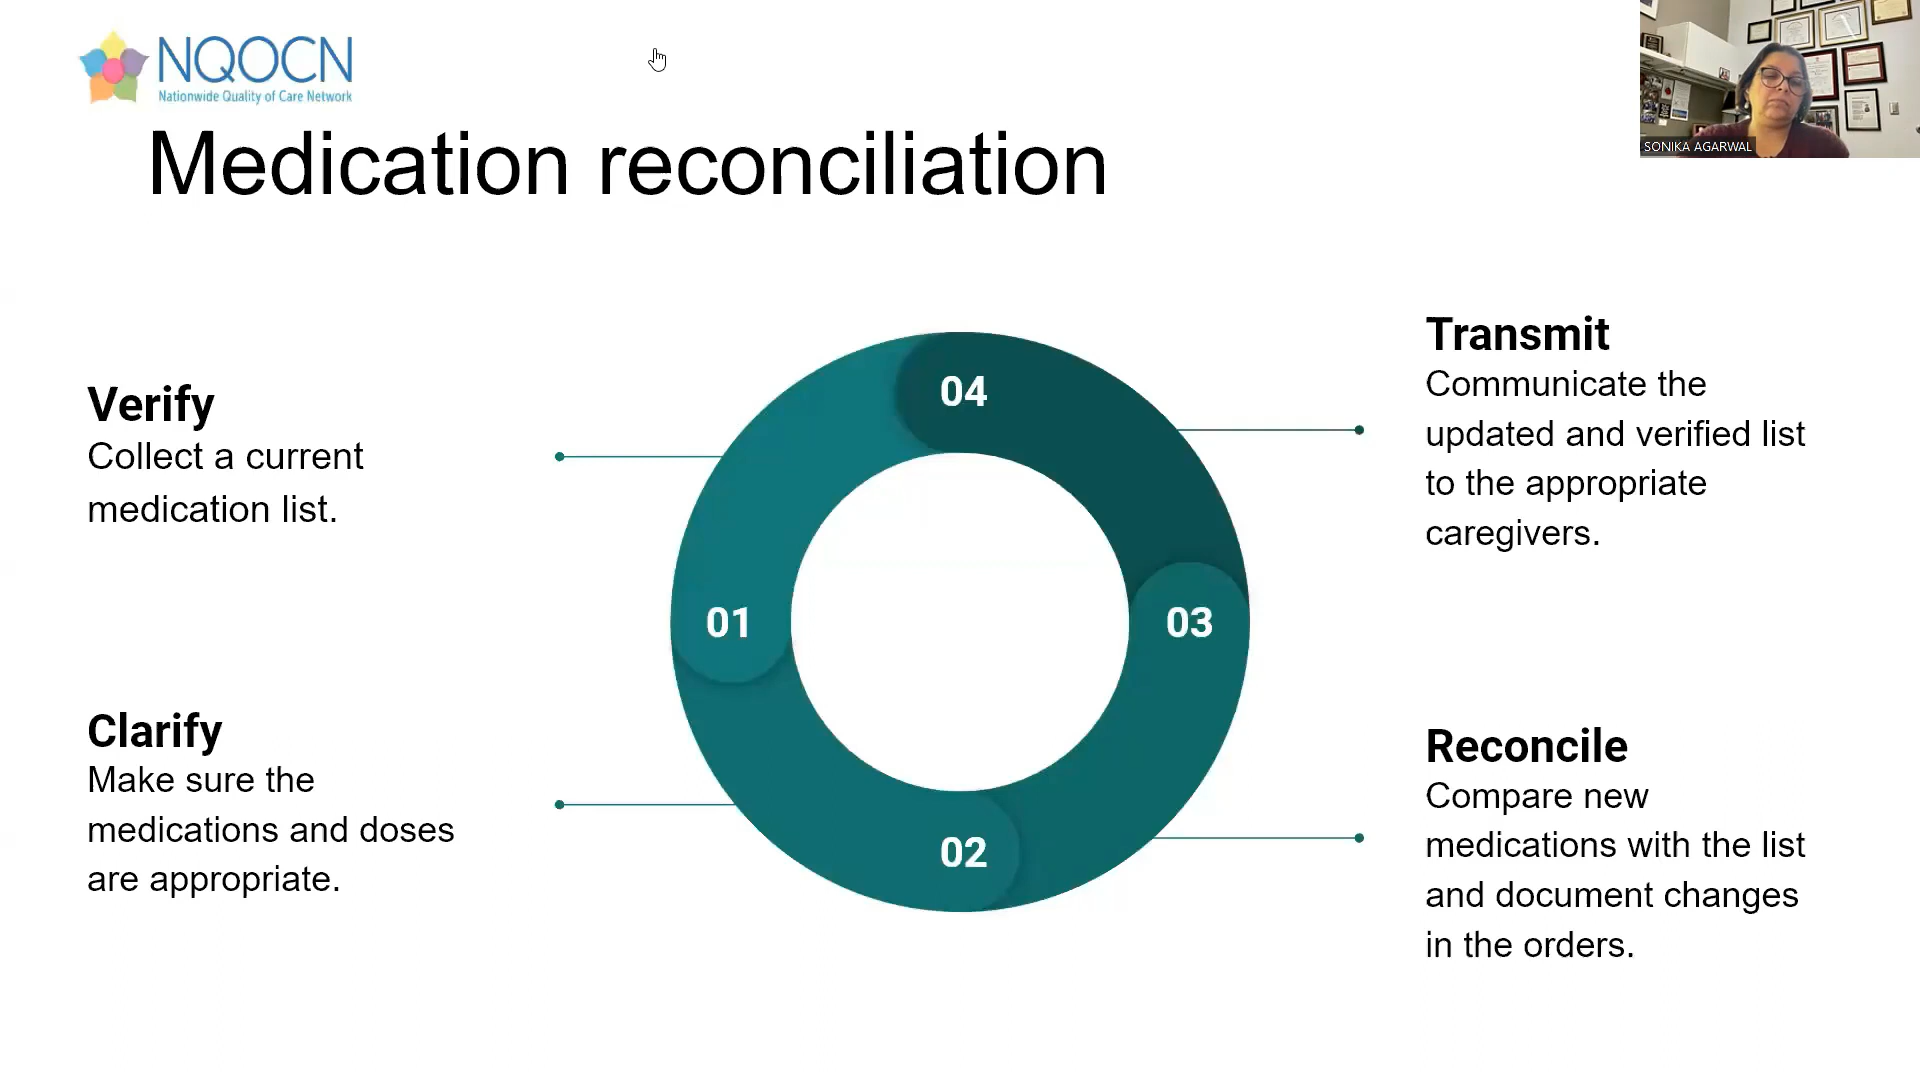 NQOCN
Nationwide Quality of Care Network
SONIKA AGARWAL
Medication reconciliation
Verify
Collect a current
medication list.
Clarify
Make sure the
medications and doses
are appropriate.
04
01
03
02
Transmit
Communicate the
updated and verified list
to the appropriate
caregivers.
Reconcile
Compare new
medications with the list
and document changes
in the orders.